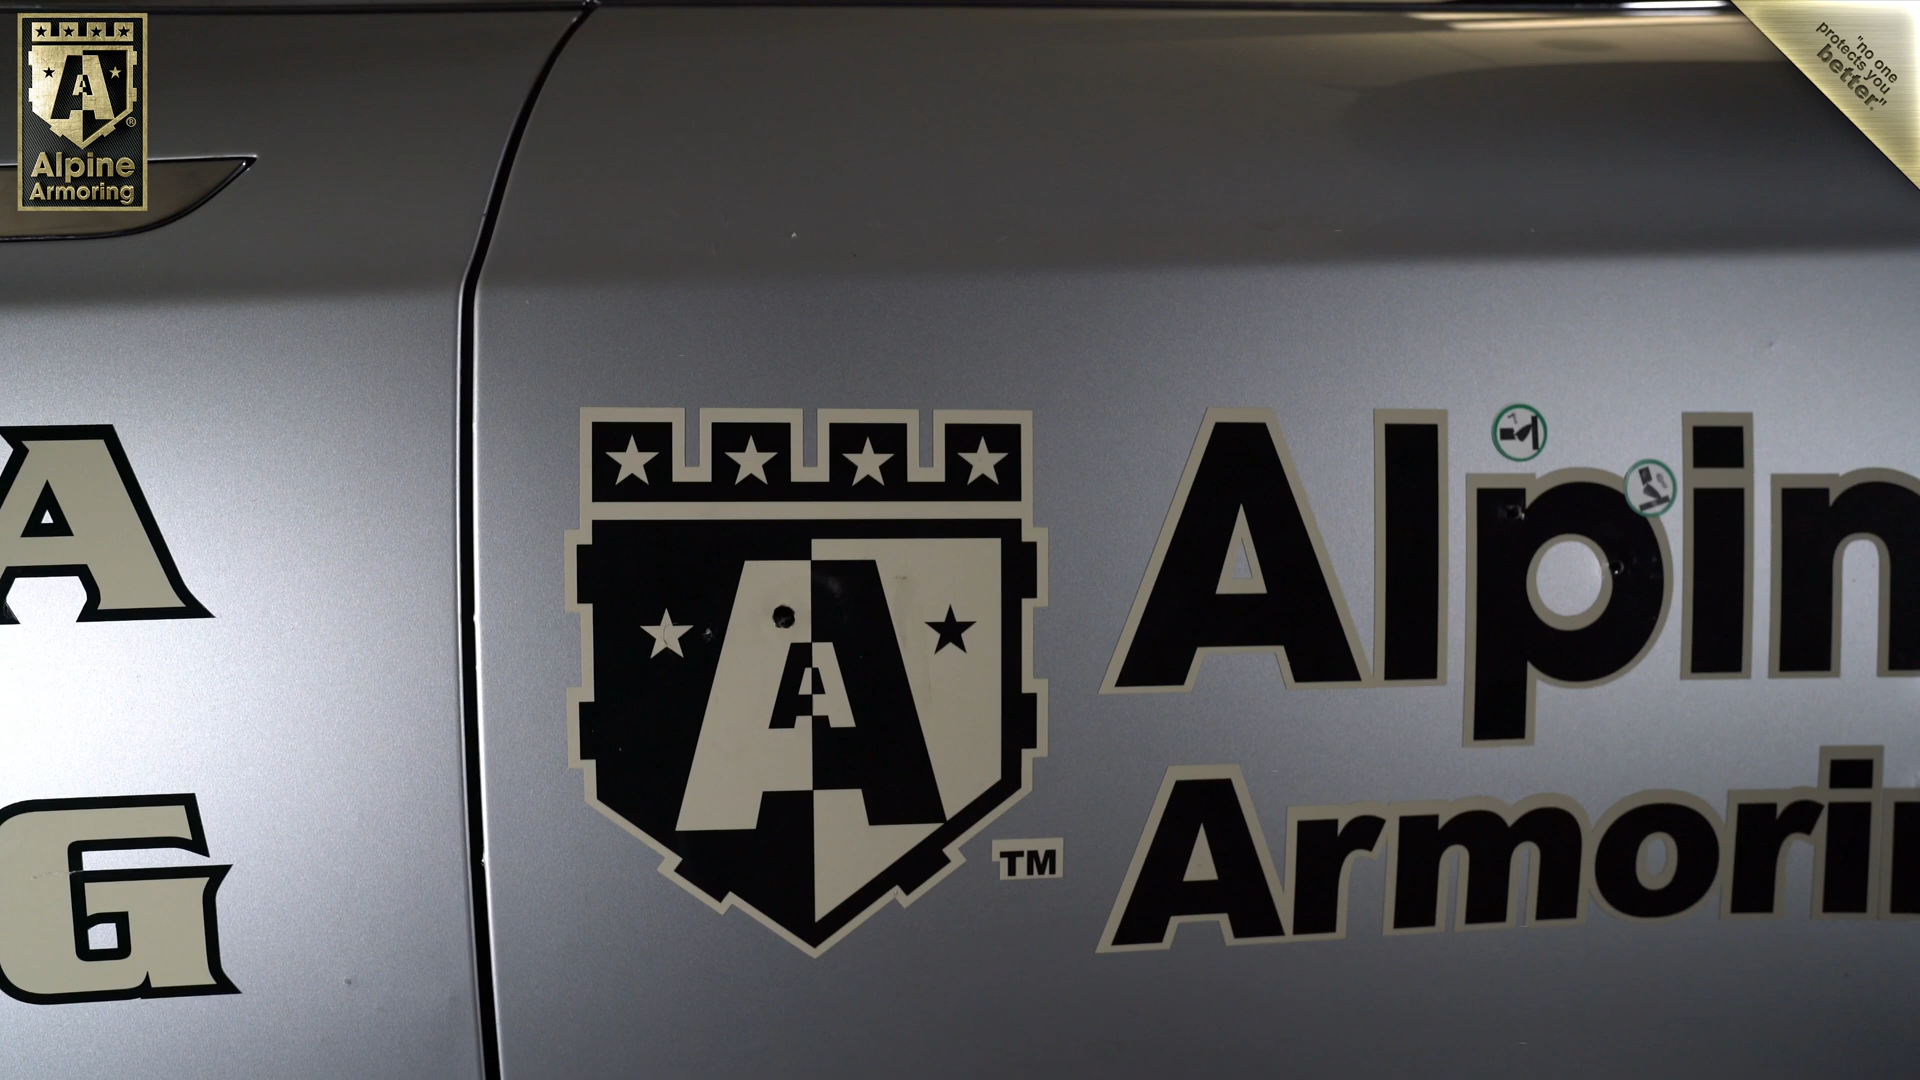 A
Alpine
Armoring
®
"no one
protects you
better."
A
G
A
A
TM
Alpin
Armorin